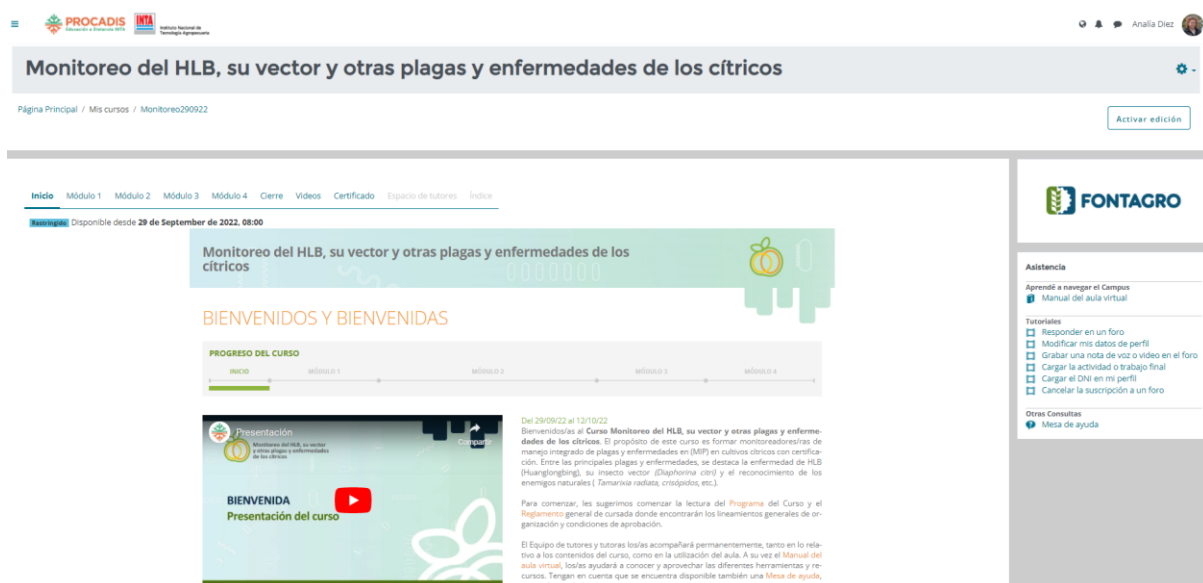 PROCADIS
Educación a Distancia INTA
INTA
Instituto Nacional de
Tecnología Agropecuaria
Analía Diez
Monitoreo del HLB, su vector y otras plagas y enfermedades de los cítricos
Página Principal / Mis cursos / Monitoreo290922
Activar edición
Inicio Módulo 1 Módulo 2 Módulo 3 Módulo 4 Cierre Videos Certificado Espacio de tutores Índice
Restringido Disponible desde 29 de September de 2022, 08:00
Monitoreo del HLB, su vector y otras plagas y enfermedades de los
cítricos
BIENVENIDOS Y BIENVENIDAS
PROGRESO DEL CURSO
INICIO MÓDULO 1 MÓDULO 2 MÓDULO 3 MÓDULO 4
Presentación
Monitoreo del HLB, su vector
y otras plagas y enfermedades
de los cítricos
Compartir
BIENVENIDA
Presentación del curso
Del 29/09/22 al 12/10/22
Bienvenidos/as al Curso Monitoreo del HLB, su vector y otras plagas y enferme-
dades de los cítricos. El propósito de este curso es formar monitoreadores/ras de
manejo integrado de plagas y enfermedades en (MIP) en cultivos cítricos con certifica-
ción. Entre las principales plagas y enfermedades, se destaca la enfermedad de HLB
(Huanglongbing), su insecto vector (Diaphorina citri) y el reconocimiento de los
enemigos naturales ( Tamarixia radiata, crisópidos, etc.).
Para comenzar, les sugerimos comenzar la lectura del Programa del Curso y el
Reglamento general de cursada donde encontrarán los lineamientos generales de or-
ganización y condiciones de aprobación.
El Equipo de tutores y tutoras los/as acompañará permanentemente, tanto en lo rela-
tivo a los contenidos del curso, como en la utilización del aula. A su vez el Manual del
aula virtual, los/as ayudará a conocer y aprovechar las diferentes herramientas y re-
cursos. Tengan en cuenta que se encuentra disponible también una Mesa de ayuda,
FONTAGRO
Asistencia
Aprendé a navegar el Campus
Manual del aula virtual
Tutoriales
Responder en un foro
Modificar mis datos de perfil
Grabar una nota de voz o video en el foro
Cargar la actividad o trabajo final
Cargar el DNI en mi perfil
Cancelar la suscripción a un foro
Otras Consultas
Mesa de ayuda